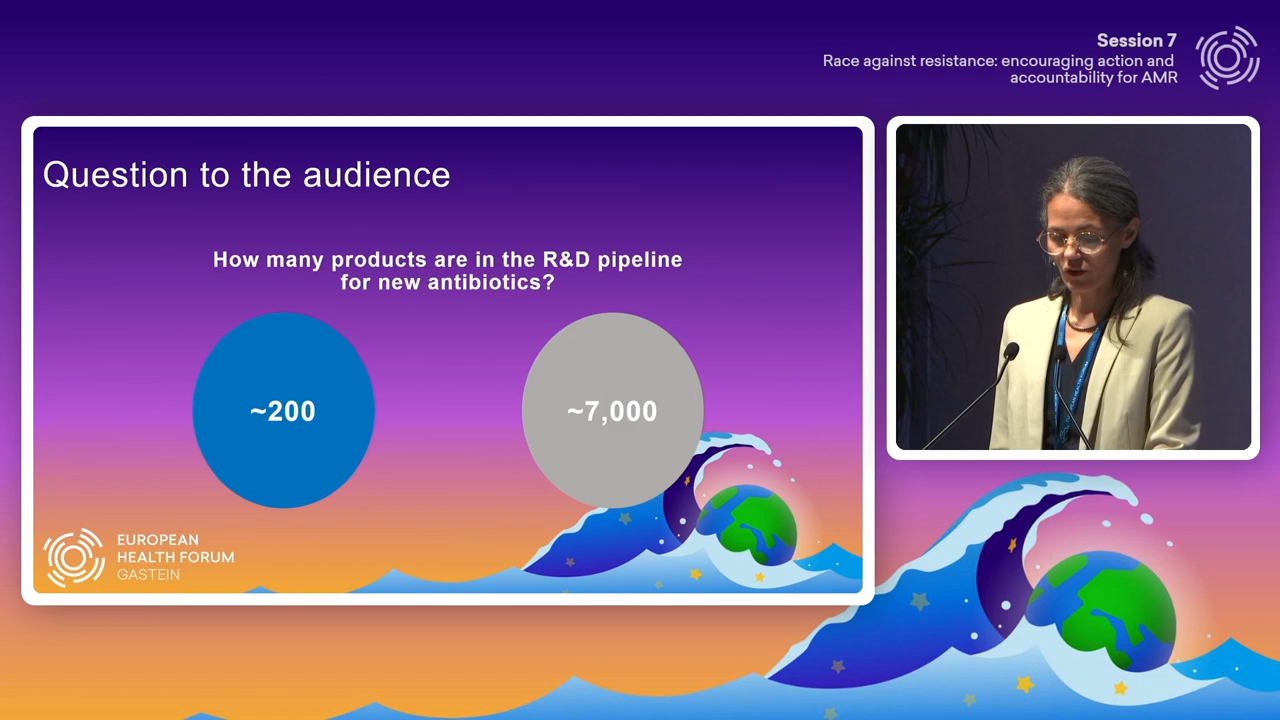 Session 7
Race against resistance: encouraging action and
accountability for AMR
Question to the audience
How many products are in the R&D pipeline
for new antibiotics?
~200
~7,000
EUROPEAN
HEALTH FORUM
GASTEIN